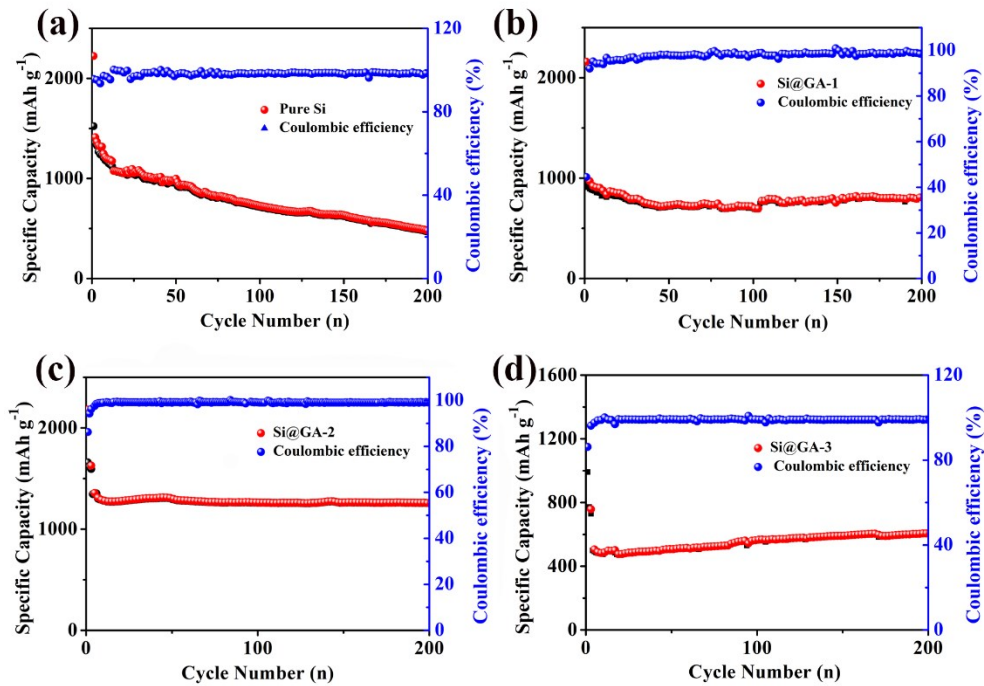 (a)
Specific Capacity (mAh g⁻¹)
2000
1000
0
Pure Si
Coulombic efficiency
120
80
40
0
Coulombic efficiency (%)
0 50 100 150 200
Cycle Number (n)
(b)
Specific Capacity (mAh g⁻¹)
2000
1000
0
Si@GA-1
Coulombic efficiency
100
80
60
40
20
0
Coulombic efficiency (%)
0 50 100 150 200
Cycle Number (n)
(c)
Specific Capacity (mAh g⁻¹)
2000
1000
0
Si@GA-2
Coulombic efficiency
100
80
60
40
20
0
Coulombic efficiency (%)
0 50 100 150 200
Cycle Number (n)
(d)
Specific Capacity (mAh g⁻¹)
1600
1200
800
400
0
Si@GA-3
Coulombic efficiency
120
80
40
0
Coulombic efficiency (%)
0 100 200
Cycle Number (n)